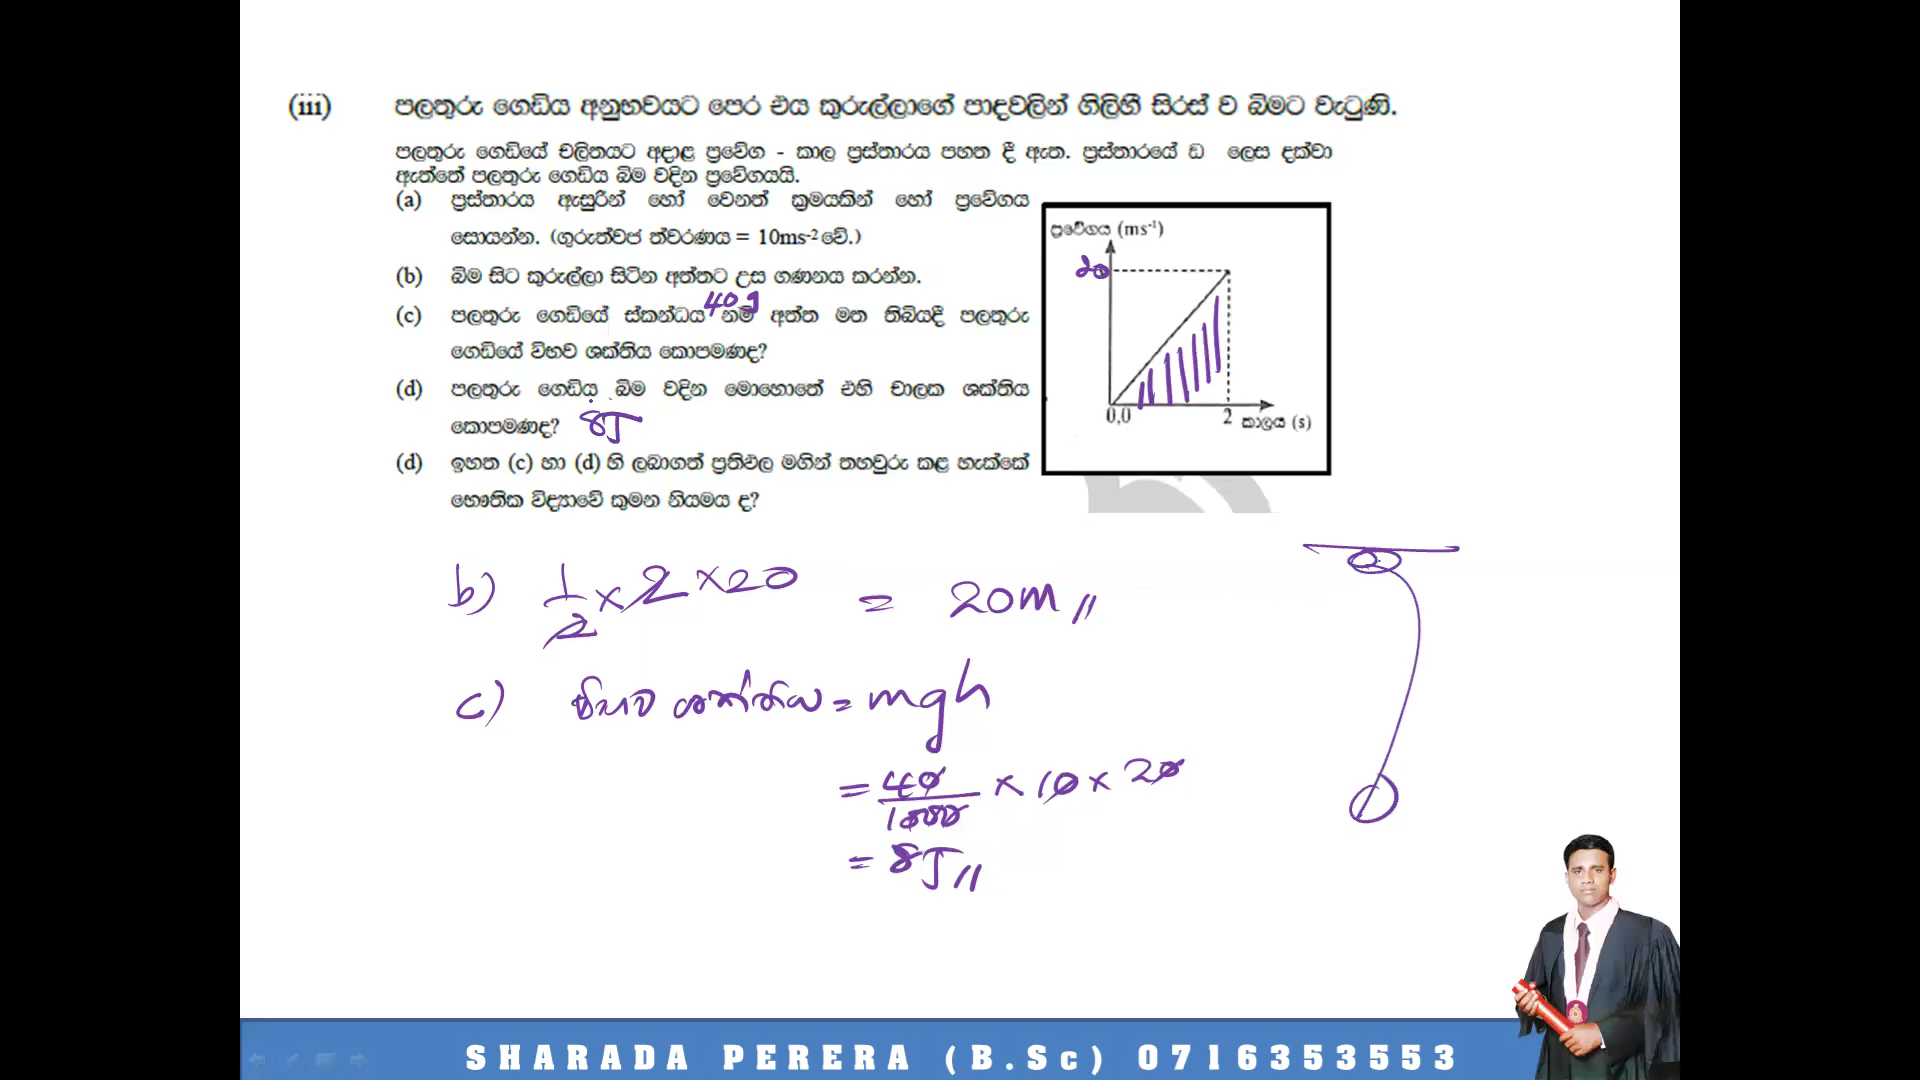 (iii) පලතුරු ගෙඩිය අනුභවයට පෙර එය කුරුල්ලාගේ පාදවලින් ගිලිහී සිරස් ව බිමට වැටුණි.
පලතුරු ගෙඩියේ චලිතයට අදාළ ප්‍රවේග - කාල ප්‍රස්තාරය පහත දී ඇත. ප්‍රස්තාරයේ ඩ ලෙස දක්වා
ඇත්තේ පලතුරු ගෙඩිය බිම වදින ප්‍රවේගයයි.
(a) ප්‍රස්තාරය ඇසුරින් හෝ වෙනත් ක්‍රමයකින් හෝ ප්‍රවේගය
සොයන්න. (ගුරුත්වජ ත්වරණය = 10ms-2 වේ.)
(b) බිම සිට කුරුල්ලා සිටින අත්තට උස ගණනය කරන්න.
40g
(c) පලතුරු ගෙඩියේ ස්කන්ධය නම් අත්ත මත තිබියදී පලතුරු
ගෙඩියේ විභව ශක්තිය කොපමණද?
(d) පලතුරු ගෙඩිය බිම වදින මොහොතේ එහි චාලක ශක්තිය
කොපමණද? 8J
(d) ඉහත (c) හා (d) හි ලබාගත් ප්‍රතිඵල මගින් තහවුරු කළ හැක්කේ
භෞතික විද්‍යාවේ කුමන නියමය ද?
ප්‍රවේගය (ms-1)
20
0,0 2 කාලය (s)
b) 1/2 × 2 × 20 = 20m //
c) විභව ශක්තිය = mgh
= 40/1000 × 10 × 20
= 8J //
SHARADA PERERA (B.Sc) 0716353553